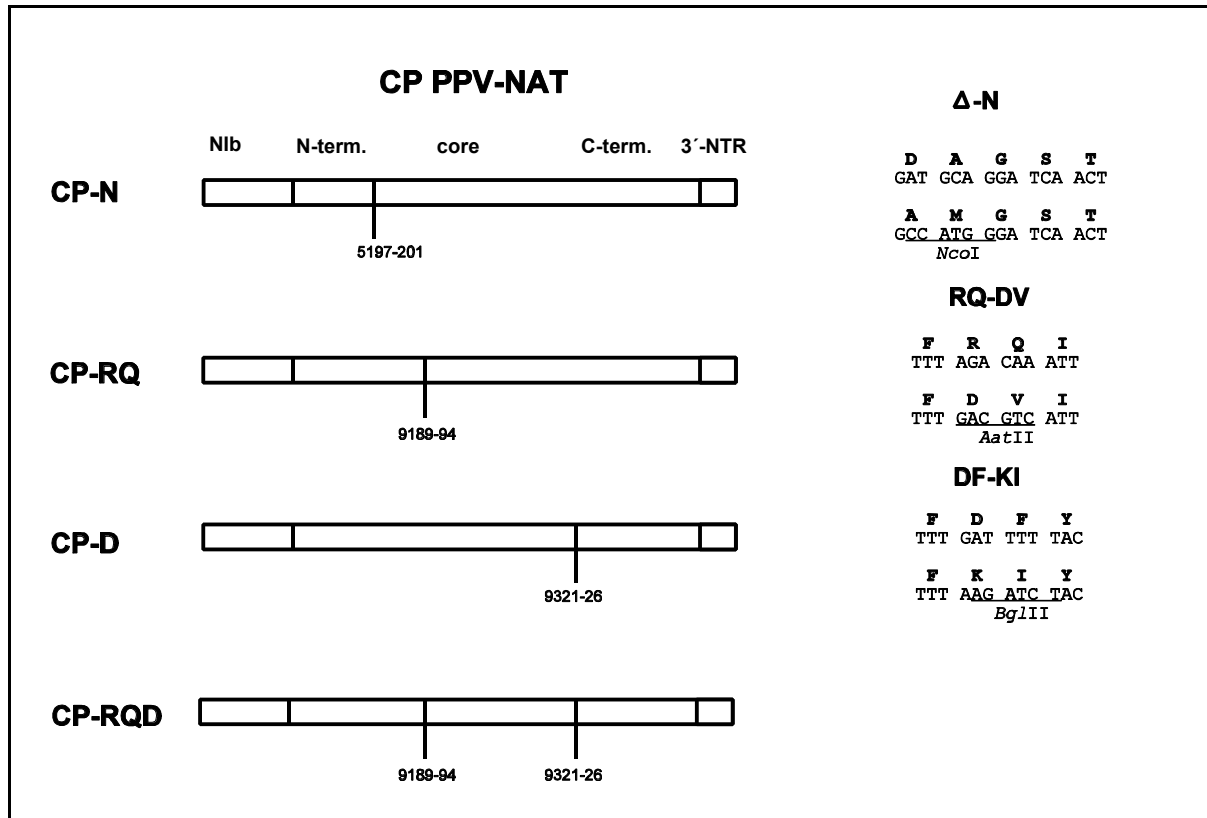 CP PPV-NAT
NIb N-term. core C-term. 3´-NTR
CP-N
5197-201
CP-RQ
9189-94
CP-D
9321-26
CP-RQD
9189-94 9321-26
Δ-N
D A G S T
GAT GCA GGA TCA ACT
A M G S T
GCC ATG GGA TCA ACT
NcoI
RQ-DV
F R Q I
TTT AGA CAA ATT
F D V I
TTT GAC GTC ATT
AatII
DF-KI
F D F Y
TTT GAT TTT TAC
F K I Y
TTT AAG ATC TAC
BglII